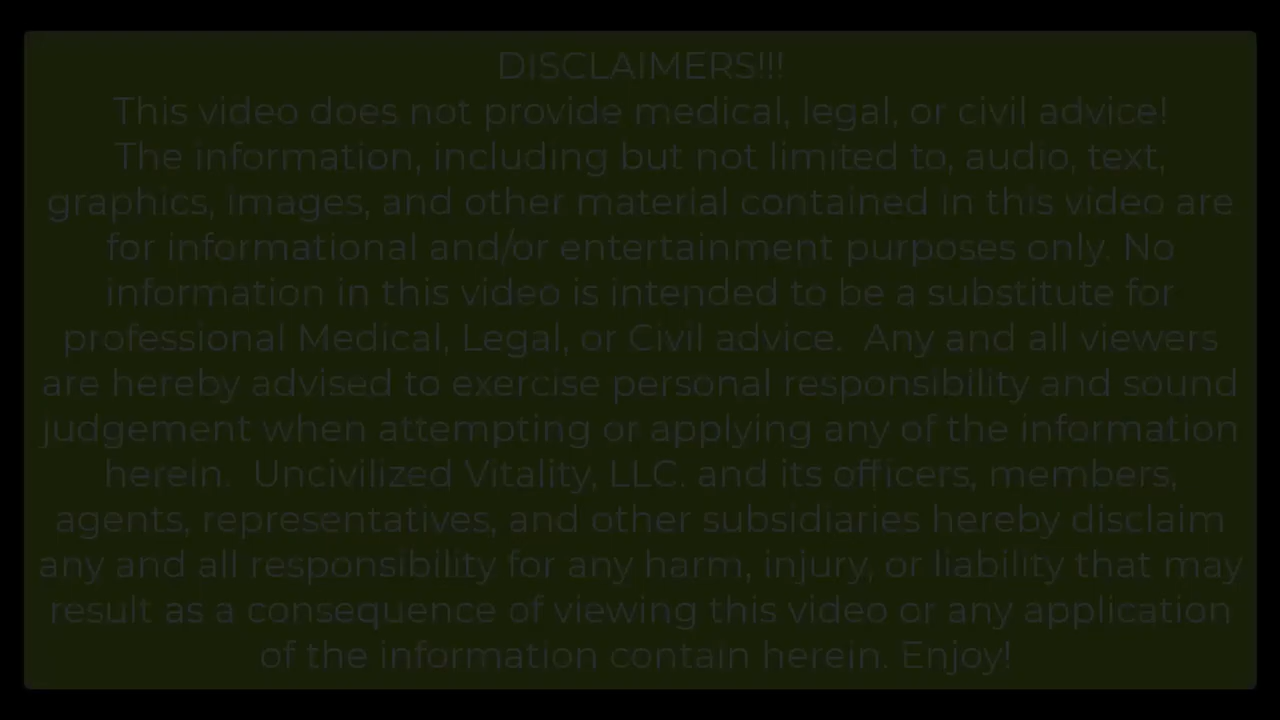 DISCLAIMERS!!!
This video does not provide medical, legal, or civil advice!
The information, including but not limited to, audio, text,
graphics, images, and other material contained in this video are
for informational and/or entertainment purposes only. No
information in this video is intended to be a substitute for
professional Medical, Legal, or Civil advice.  Any and all viewers
are hereby advised to exercise personal responsibility and sound
judgement when attempting or applying any of the information
herein.  Uncivilized Vitality, LLC. and its officers, members,
agents, representatives, and other subsidiaries hereby disclaim
any and all responsibility for any harm, injury, or liability that may
result as a consequence of viewing this video or any application
of the information contain herein. Enjoy!